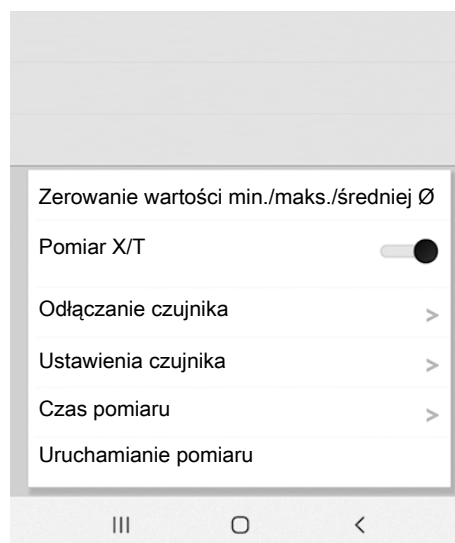 Zerowanie wartości min./maks./średniej Ø
Pomiar X/T
Odłączanie czujnika
Ustawienia czujnika
Czas pomiaru
Uruchamianie pomiaru